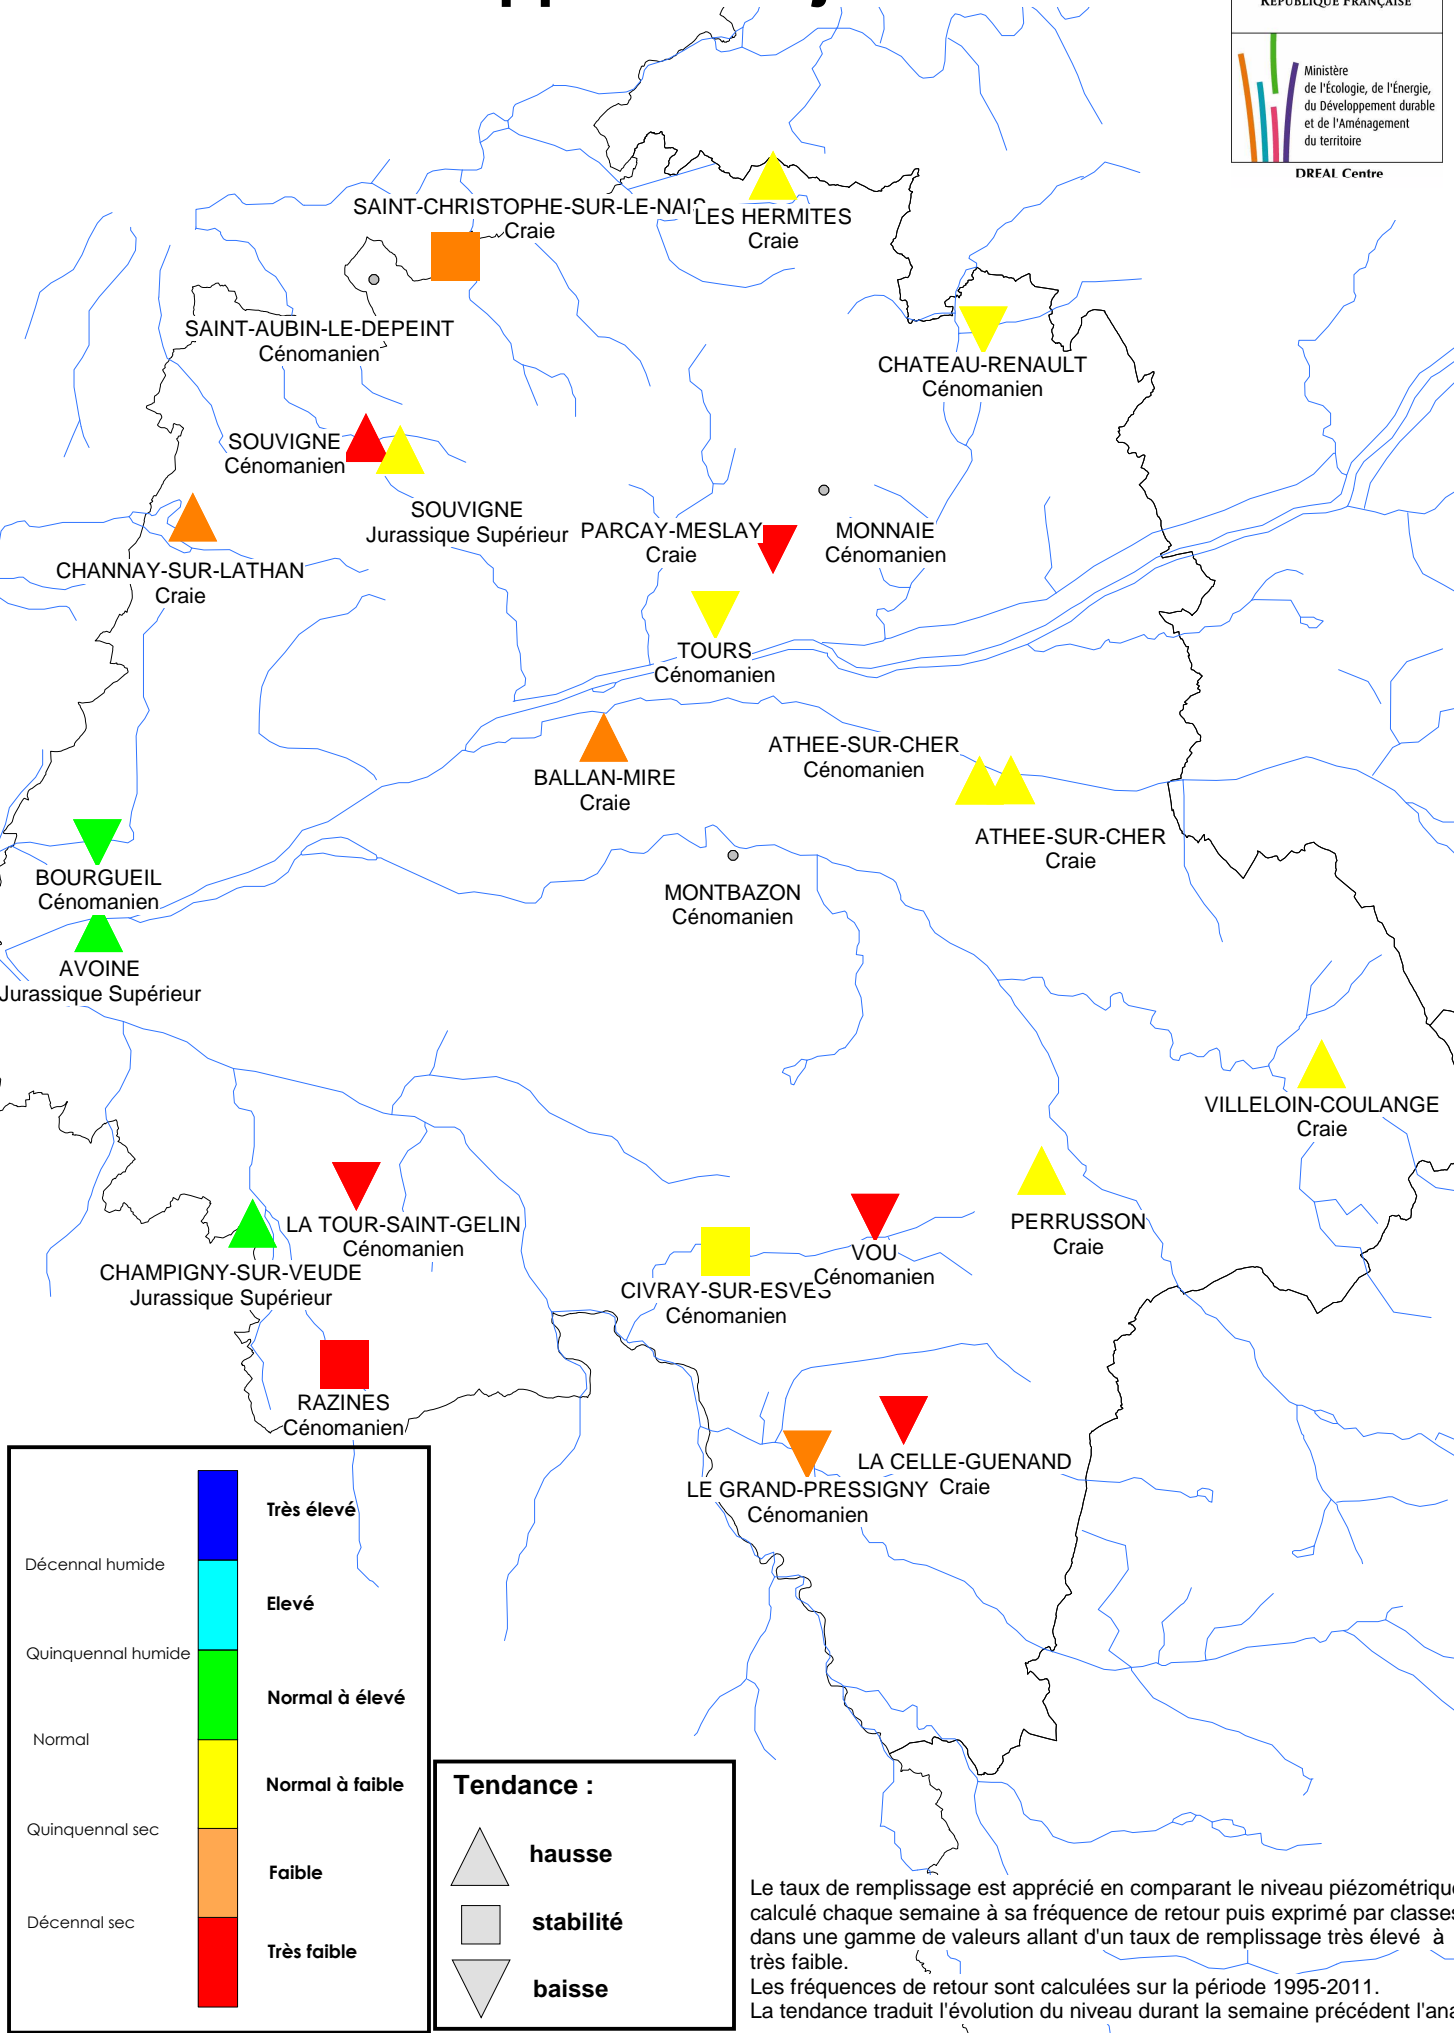 RÉPUBLIQUE FRANÇAISE
Ministère
de l'Écologie, de l'Énergie,
du Développement durable
et de l'Aménagement
du territoire
DREAL Centre
SAINT-CHRISTOPHE-SUR-LE-NAIS
Craie
LES HERMITES
Craie
SAINT-AUBIN-LE-DEPEINT
Cénomanien
CHATEAU-RENAULT
Cénomanien
SOUVIGNE
Cénomanien
SOUVIGNE
Jurassique Supérieur
PARCAY-MESLAY
Craie
MONNAIE
Cénomanien
CHANNAY-SUR-LATHAN
Craie
TOURS
Cénomanien
ATHEE-SUR-CHER
Cénomanien
BALLAN-MIRE
Craie
ATHEE-SUR-CHER
Craie
BOURGUEIL
Cénomanien
MONTBAZON
Cénomanien
AVOINE
Jurassique Supérieur
VILLELOIN-COULANGE
Craie
LA TOUR-SAINT-GELIN
Cénomanien
PERRUSSON
Craie
VOU
Cénomanien
CHAMPIGNY-SUR-VEUDE
Jurassique Supérieur
CIVRAY-SUR-ESVES
Cénomanien
RAZINES
Cénomanien
LA CELLE-GUENAND
Craie
LE GRAND-PRESSIGNY
Cénomanien
Très élevé
Décennal humide
Elevé
Quinquennal humide
Normal à élevé
Normal
Normal à faible
Quinquennal sec
Faible
Décennal sec
Très faible
Tendance :
hausse
stabilité
baisse
Le taux de remplissage est apprécié en comparant le niveau piézométrique
calculé chaque semaine à sa fréquence de retour puis exprimé par classes
dans une gamme de valeurs allant d'un taux de remplissage très élevé à
très faible.
Les fréquences de retour sont calculées sur la période 1995-2011.
La tendance traduit l'évolution du niveau durant la semaine précédent